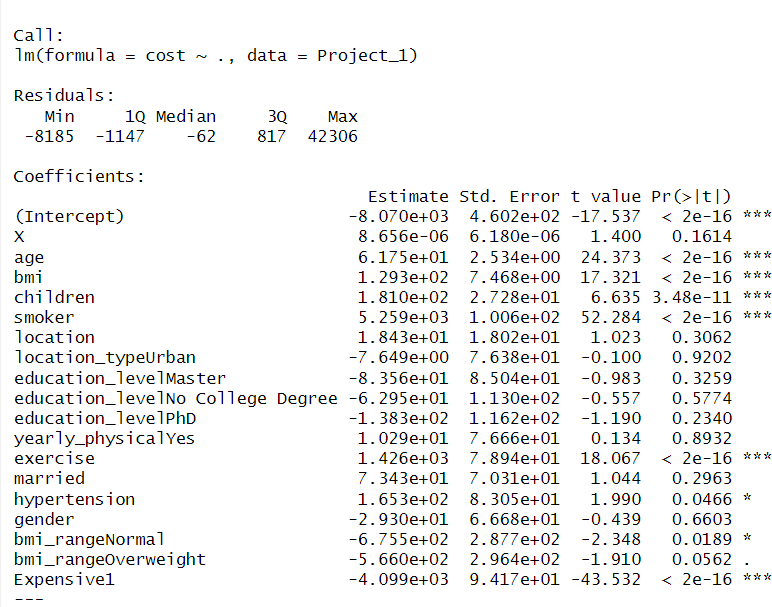 Call:
lm(formula = cost ~ ., data = Project_1)
Residuals:
Min 1Q Median 3Q Max
-8185 -1147 -62 817 42306
Coefficients:
Estimate Std. Error t value Pr(>|t|)
(Intercept) -8.070e+03 4.602e+02 -17.537 < 2e-16 ***
X 8.656e-06 6.180e-06 1.400 0.1614
age 6.175e+01 2.534e+00 24.373 < 2e-16 ***
bmi 1.293e+02 7.468e+00 17.321 < 2e-16 ***
children 1.810e+02 2.728e+01 6.635 3.48e-11 ***
smoker 5.259e+03 1.006e+02 52.284 < 2e-16 ***
location 1.843e+01 1.802e+01 1.023 0.3062
location_typeUrban -7.649e+00 7.638e+01 -0.100 0.9202
education_levelMaster -8.356e+01 8.504e+01 -0.983 0.3259
education_levelNo College Degree -6.295e+01 1.130e+02 -0.557 0.5774
education_levelPhD -1.383e+02 1.162e+02 -1.190 0.2340
yearly_physicalYes 1.029e+01 7.666e+01 0.134 0.8932
exercise 1.426e+03 7.894e+01 18.067 < 2e-16 ***
married 7.343e+01 7.031e+01 1.044 0.2963
hypertension 1.653e+02 8.305e+01 1.990 0.0466 *
gender -2.930e+01 6.668e+01 -0.439 0.6603
bmi_rangeNormal -6.755e+02 2.877e+02 -2.348 0.0189 *
bmi_rangeOverweight -5.660e+02 2.964e+02 -1.910 0.0562 .
Expensive1 -4.099e+03 9.417e+01 -43.532 < 2e-16 ***
---